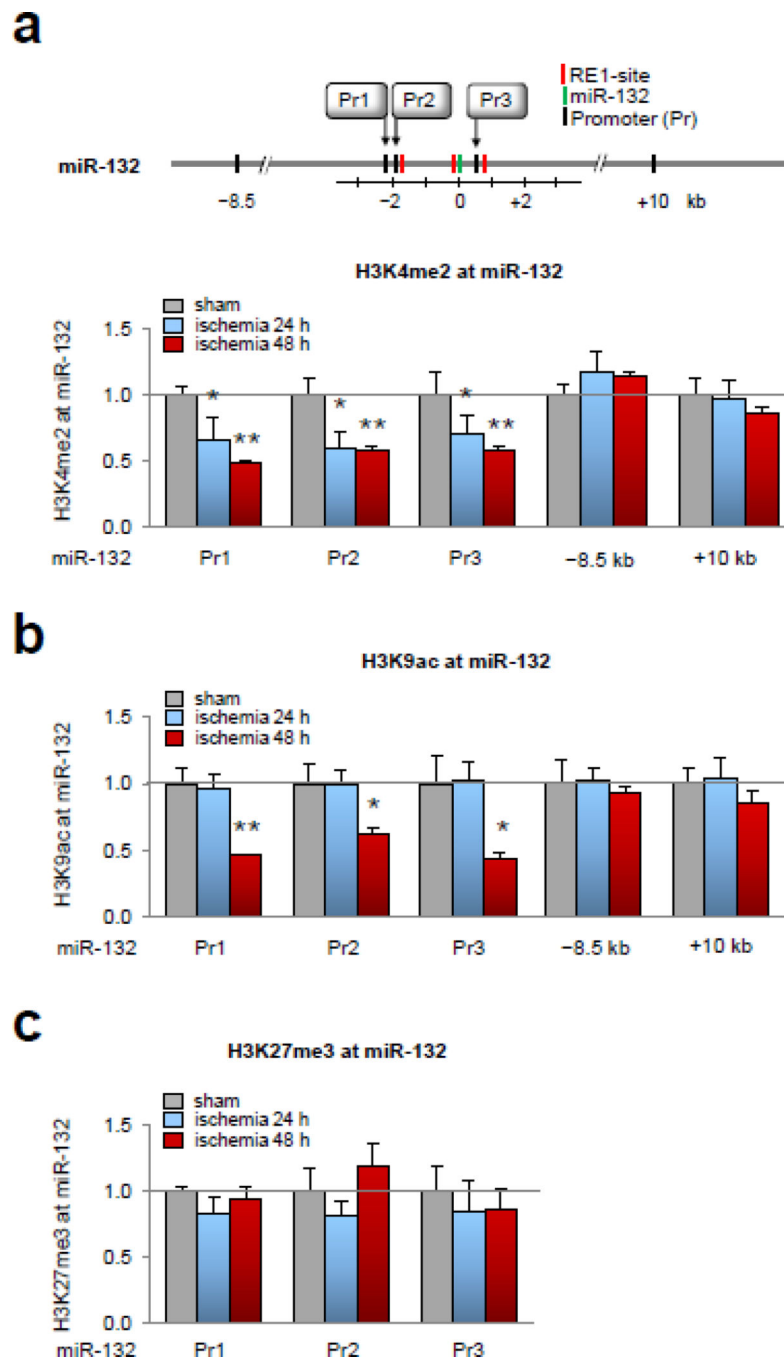 a
Pr1 Pr2 Pr3
RE1-site
miR-132
Promoter (Pr)
miR-132
−8.5 −2 0 +2 +10 kb
H3K4me2 at miR-132
sham
ischemia 24 h
ischemia 48 h
H3K4me2 at miR-132
1.5
1.0
0.5
0.0
* ** * ** * **
miR-132 Pr1 Pr2 Pr3 −8.5 kb +10 kb
b
H3K9ac at miR-132
sham
ischemia 24 h
ischemia 48 h
H3K9ac at miR-132
1.5
1.0
0.5
0.0
** * *
miR-132 Pr1 Pr2 Pr3 −8.5 kb +10 kb
c
H3K27me3 at miR-132
sham
ischemia 24 h
ischemia 48 h
H3K27me3 at miR-132
1.5
1.0
0.5
0.0
miR-132 Pr1 Pr2 Pr3